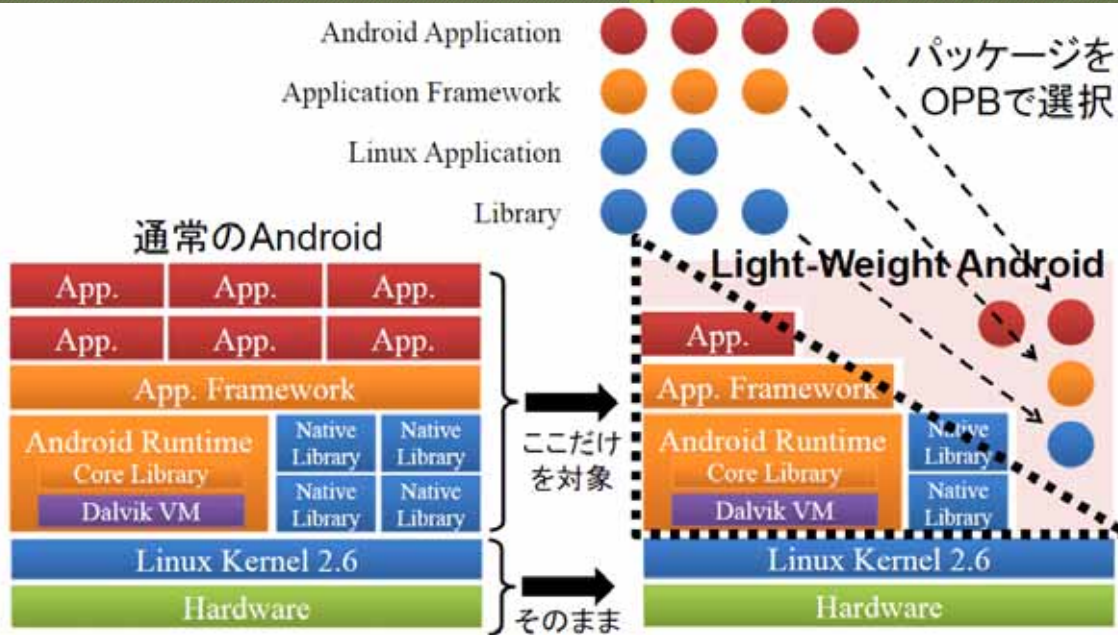 Android Application
Application Framework
Linux Application
Library
パッケージを
OPBで選択
通常のAndroid
App.
App.
App.
App.
App.
App.
App. Framework
Android Runtime
Core Library
Dalvik VM
Native
Library
Native
Library
Native
Library
Native
Library
Linux Kernel 2.6
Hardware
ここだけ
を対象
そのまま
Light-Weight Android
App.
App. Framework
Android Runtime
Core Library
Dalvik VM
Native
Library
Native
Library
Linux Kernel 2.6
Hardware